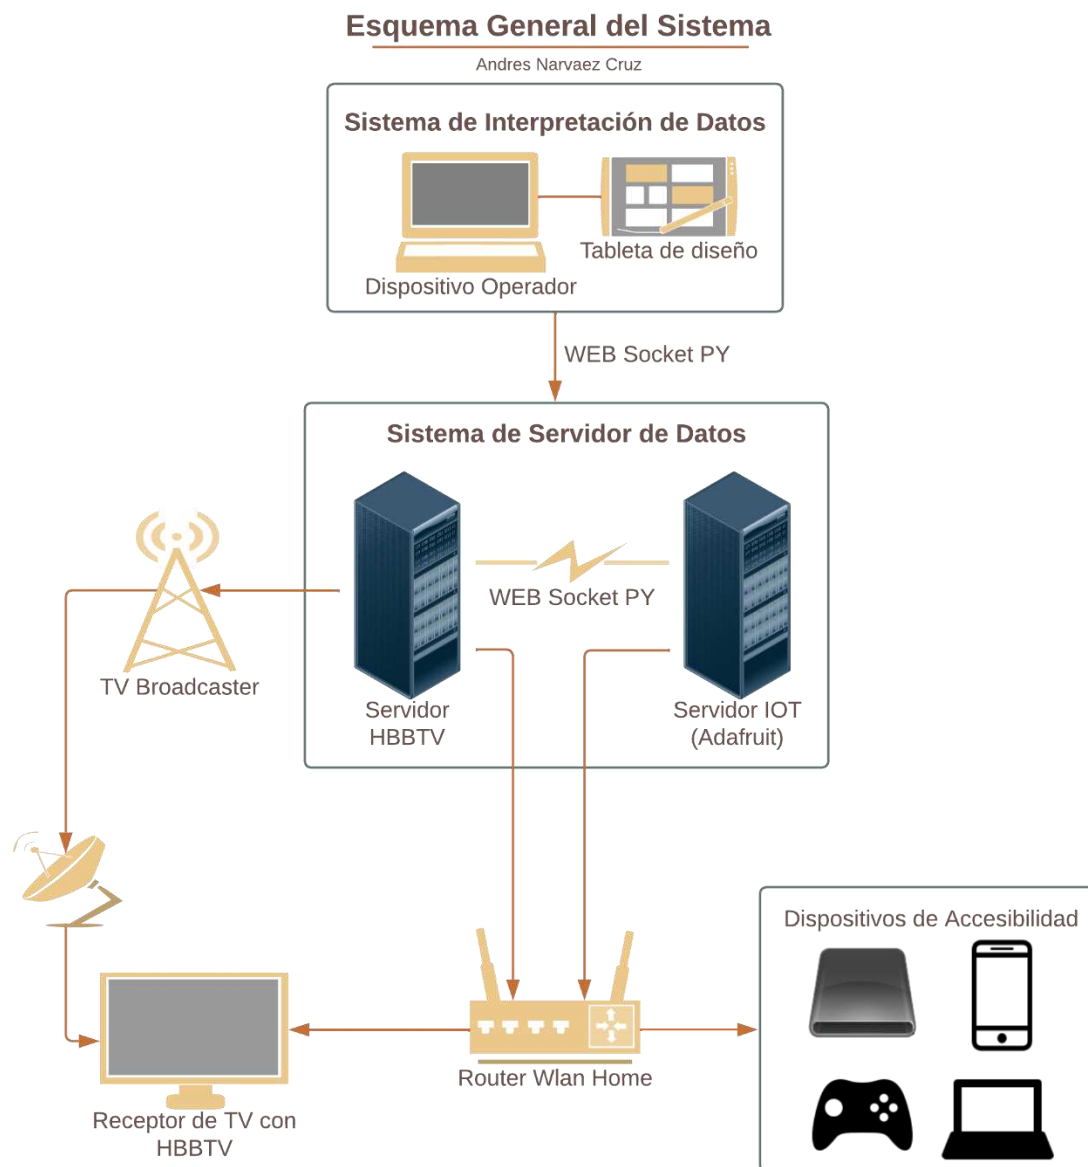 Esquema General del Sistema
Andres Narvaez Cruz
Sistema de Interpretación de Datos
Tableta de diseño
Dispositivo Operador
WEB Socket PY
Sistema de Servidor de Datos
WEB Socket PY
TV Broadcaster
Servidor
HBBTV
Servidor IOT
(Adafruit)
Dispositivos de Accesibilidad
Router Wlan Home
Receptor de TV con
HBBTV